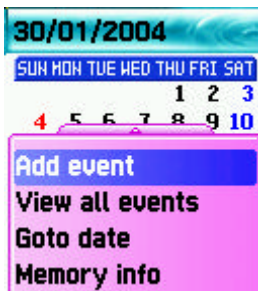 30/01/2004
SUN MON TUE WED THU FRI SAT
1 2 3
4 5 6 7 8 9 10
Add event
View all events
Goto date
Memory info